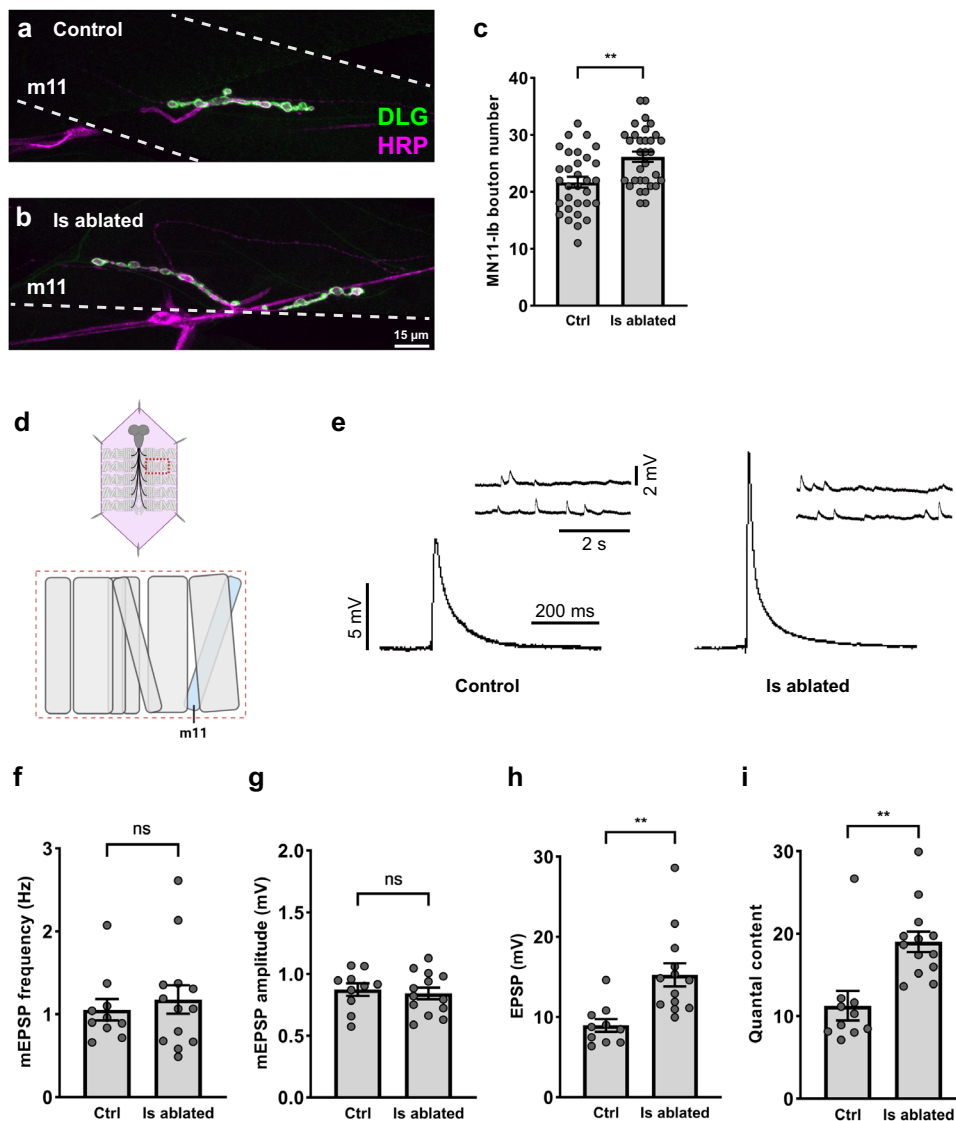 a Control
m11
DLG
HRP
b Is ablated
m11
15 µm
c
**
MN11-Ib bouton number
40
30
20
10
0
Ctrl Is ablated
d
m11
e
2 mV
2 s
5 mV
200 ms
Control Is ablated
f
ns
mEPSP frequency (Hz)
3
2
1
0
Ctrl Is ablated
g
ns
mEPSP amplitude (mV)
2.0
1.5
1.0
0.5
0.0
Ctrl Is ablated
h
**
EPSP (mV)
30
20
10
0
Ctrl Is ablated
i
**
Quantal content
30
20
10
0
Ctrl Is ablated